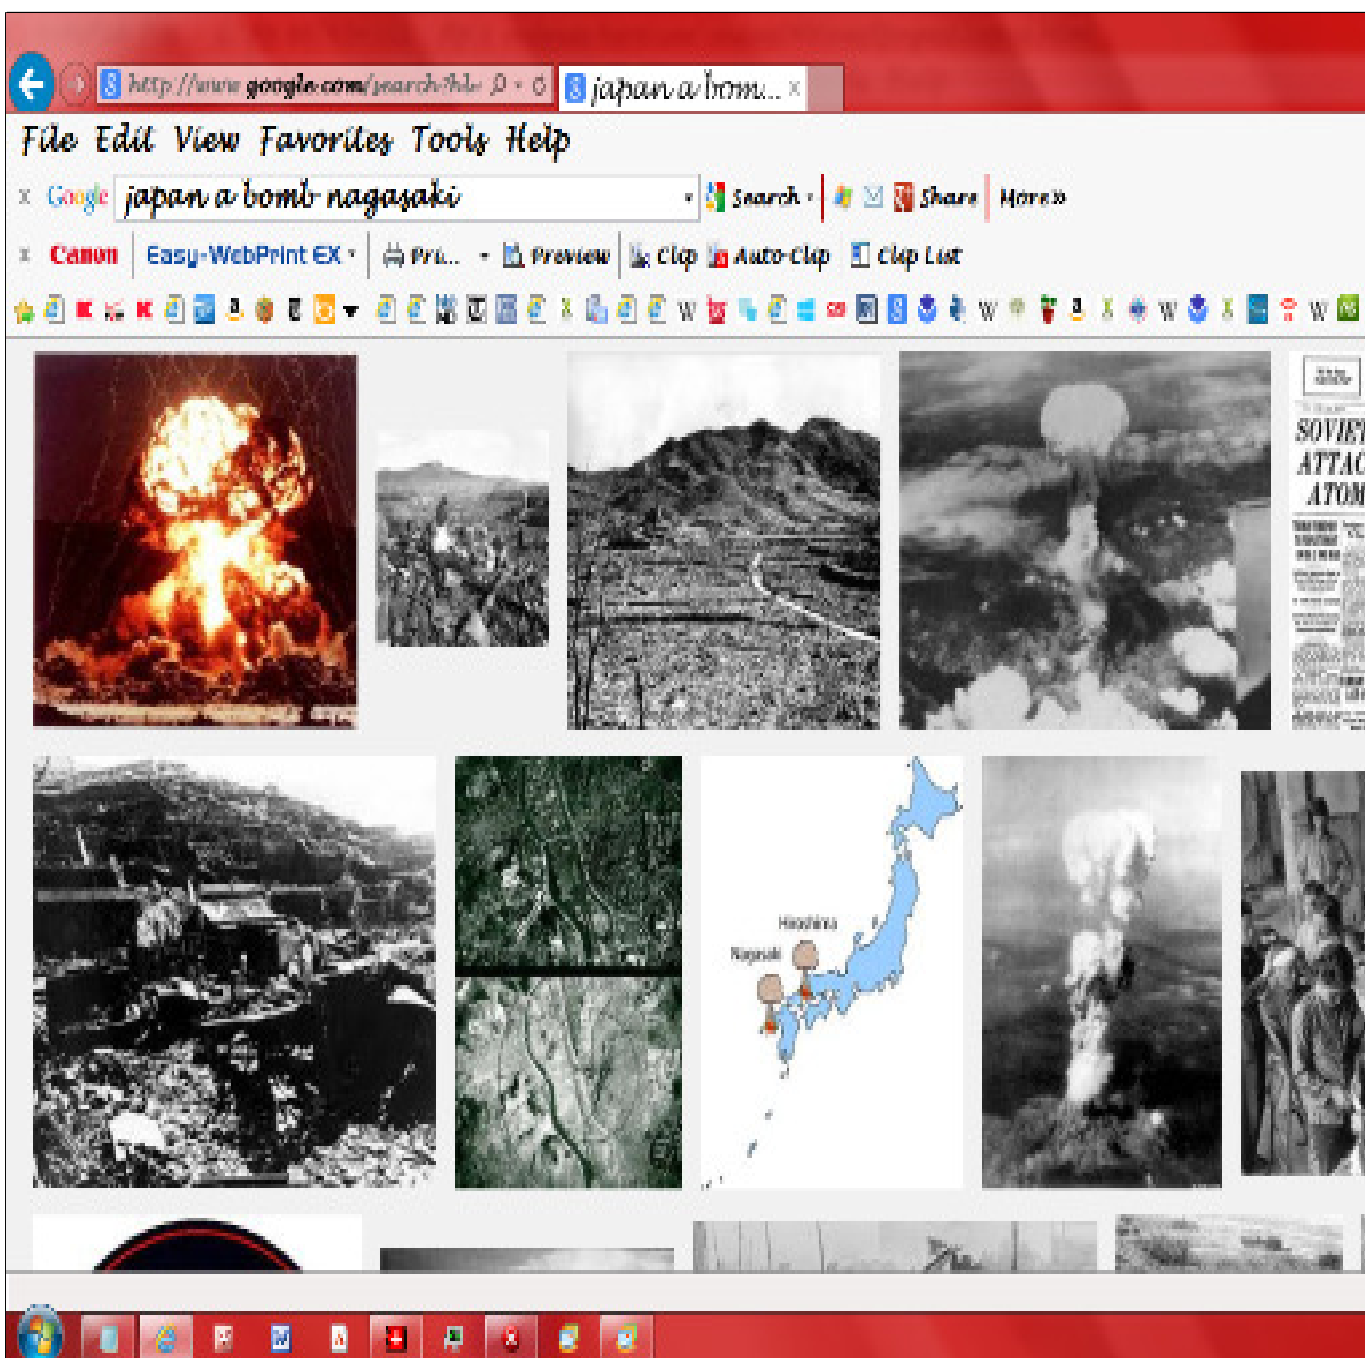 http://www.google.com/search?hl= japan a bom...
File Edit View Favorites Tools Help
Google japan a bomb nagasaki Search Share More»
Canon Easy-WebPrint EX Pri... Preview Clip Auto-Clip Clip List
SOVIET
ATTAC
ATOM
Hiroshima
Nagasaki